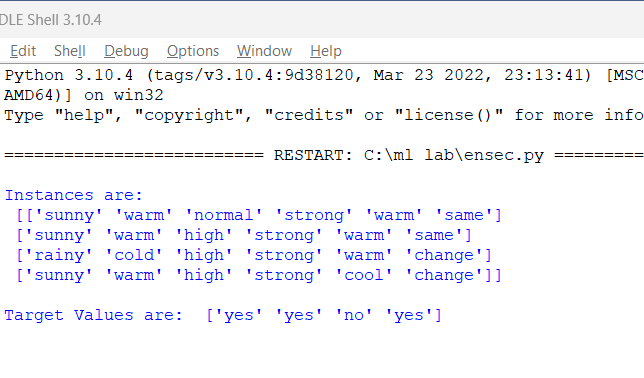 DLE Shell 3.10.4
Edit Shell Debug Options Window Help
Python 3.10.4 (tags/v3.10.4:9d38120, Mar 23 2022, 23:13:41) [MSC
AMD64)] on win32
Type "help", "copyright", "credits" or "license()" for more info
========================== RESTART: C:\ml lab\ensec.py =========
Instances are:
[['sunny' 'warm' 'normal' 'strong' 'warm' 'same']
['sunny' 'warm' 'high' 'strong' 'warm' 'same']
['rainy' 'cold' 'high' 'strong' 'warm' 'change']
['sunny' 'warm' 'high' 'strong' 'cool' 'change']]
Target Values are:  ['yes' 'yes' 'no' 'yes']